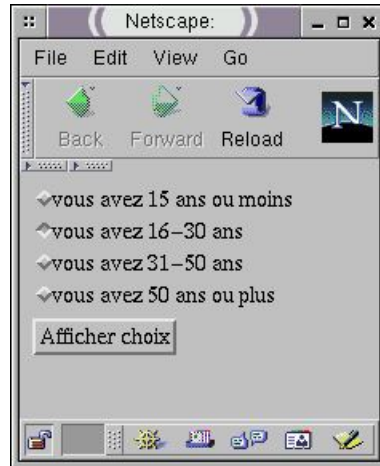 Netscape:
File Edit View Go
Back Forward Reload
N
vous avez 15 ans ou moins
vous avez 16–30 ans
vous avez 31–50 ans
vous avez 50 ans ou plus
Afficher choix